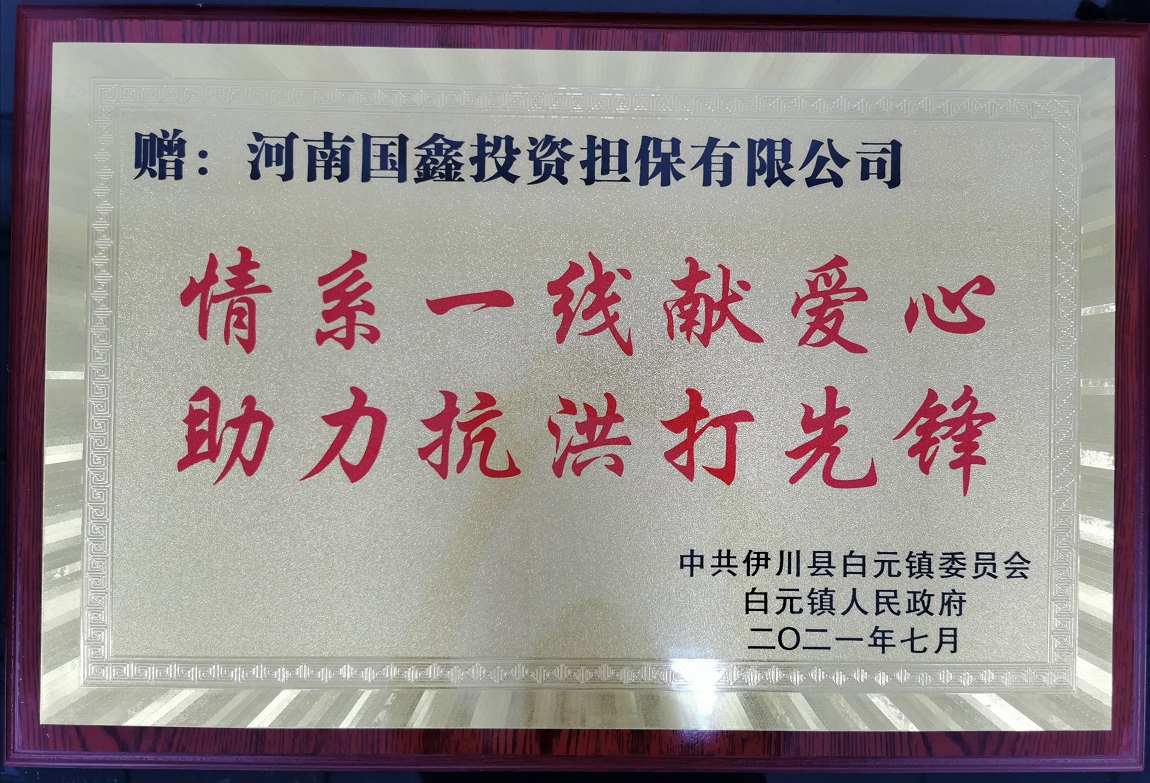 赠：河南国鑫投资担保有限公司
情系一线献爱心
助力抗洪打先锋
中共伊川县白元镇委员会
白元镇人民政府
二〇二一年七月